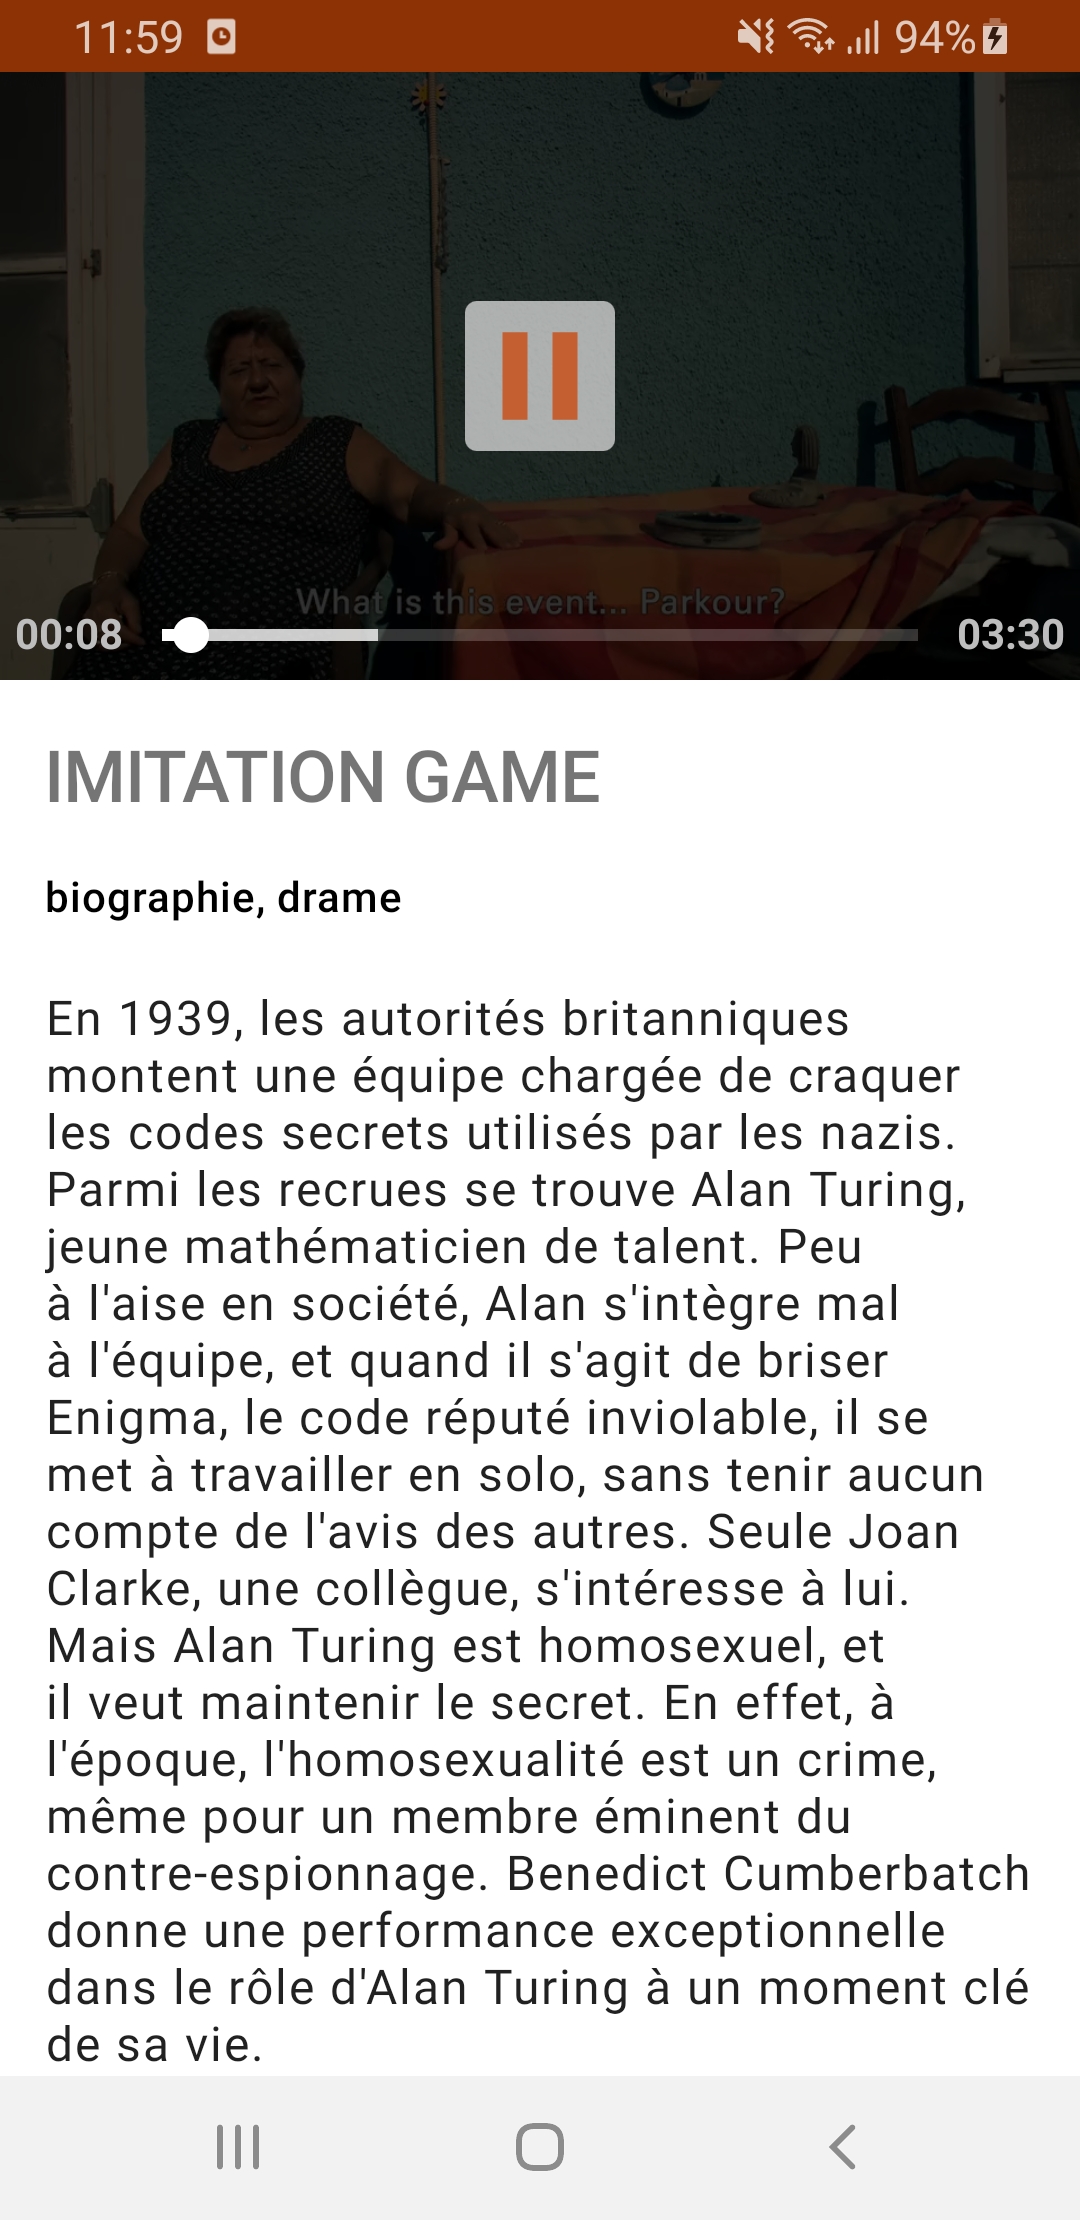 11:59 94%
What is this event... Parkour?
00:08 03:30
IMITATION GAME
biographie, drame
En 1939, les autorités britanniques
montent une équipe chargée de craquer
les codes secrets utilisés par les nazis.
Parmi les recrues se trouve Alan Turing,
jeune mathématicien de talent. Peu
à l'aise en société, Alan s'intègre mal
à l'équipe, et quand il s'agit de briser
Enigma, le code réputé inviolable, il se
met à travailler en solo, sans tenir aucun
compte de l'avis des autres. Seule Joan
Clarke, une collègue, s'intéresse à lui.
Mais Alan Turing est homosexuel, et
il veut maintenir le secret. En effet, à
l'époque, l'homosexualité est un crime,
même pour un membre éminent du
contre-espionnage. Benedict Cumberbatch
donne une performance exceptionnelle
dans le rôle d'Alan Turing à un moment clé
de sa vie.